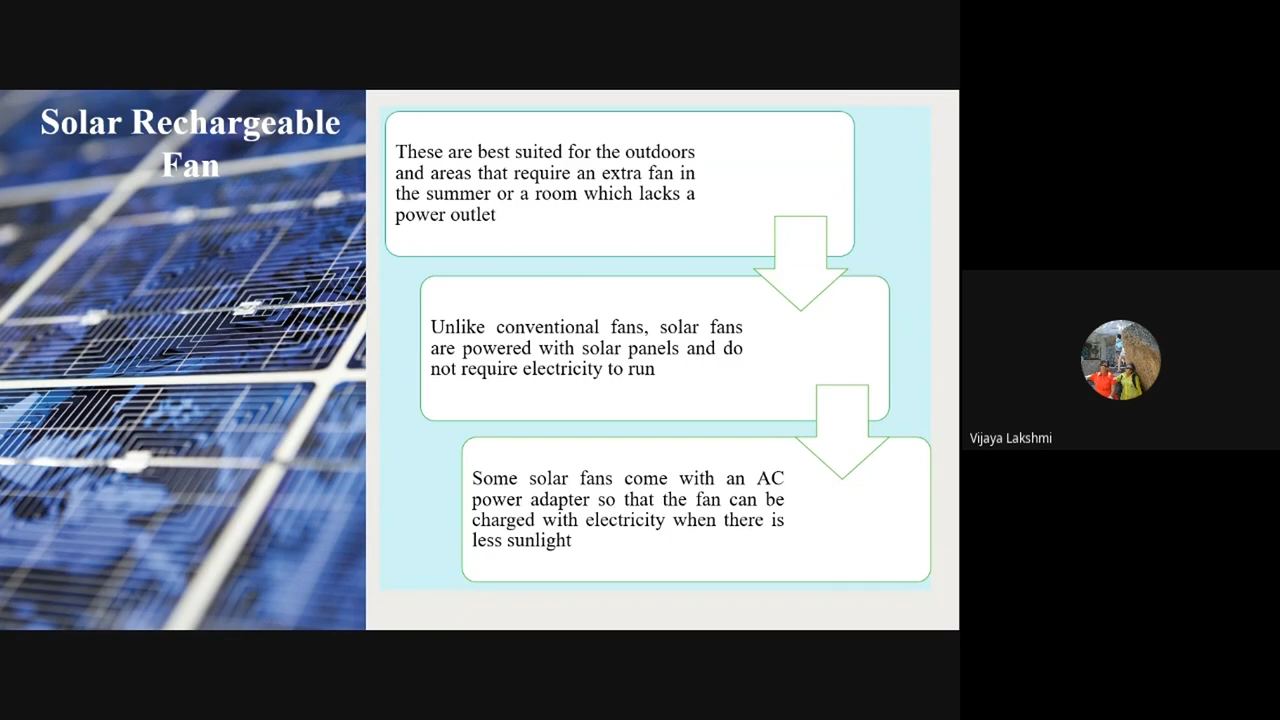 Solar Rechargeable
Fan
These are best suited for the outdoors
and areas that require an extra fan in
the summer or a room which lacks a
power outlet
Unlike conventional fans, solar fans
are powered with solar panels and do
not require electricity to run
Some solar fans come with an AC
power adapter so that the fan can be
charged with electricity when there is
less sunlight
Vijaya Lakshmi